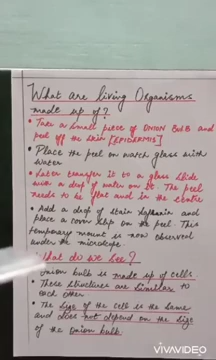 What are living Organisms
made up of?
• Take a small piece of ONION BULB and
peel off the skin [EPIDERMIS]
• Place the peel on watch glass with
water
• Later transfer it to a glass slide
with a drop of water on it. The peel
needs to be flat and in the centre
• Add a drop of stain and
place a cover slip on the peel. This
temporary mount is now observed
under the
What do we See?
• Onion bulb is made up of cells
• These structures are similar to
each other
• The size of the cell is the same
and does not depend on the size
of the onion bulb.
Made With
VIVAVIDEO